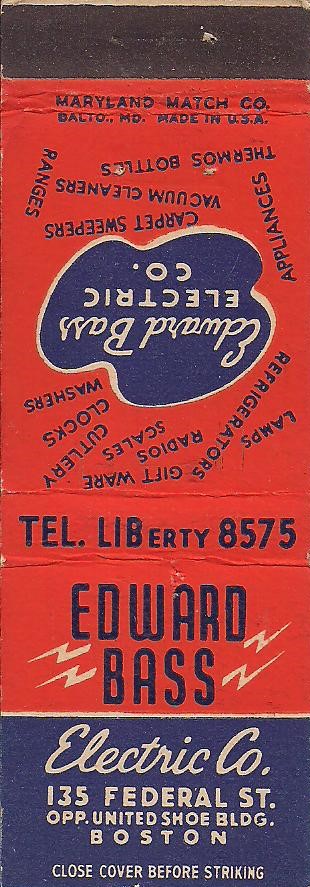 MARYLAND MATCH CO.
BALTO., MD. MADE IN U.S.A.
GIFT WARE
RADIOS
SCALES
CUTLERY
CLOCKS
WASHERS
LAMPS
REFRIGERATORS
Edward Bass
ELECTRIC
CO.
APPLIANCES
CARPET SWEEPERS
VACUUM CLEANERS
THERMOS BOTTLES
RANGES
TEL. LIBERTY 8575
EDWARD
BASS
Electric Co.
135 FEDERAL ST.
OPP. UNITED SHOE BLDG.
BOSTON
CLOSE COVER BEFORE STRIKING